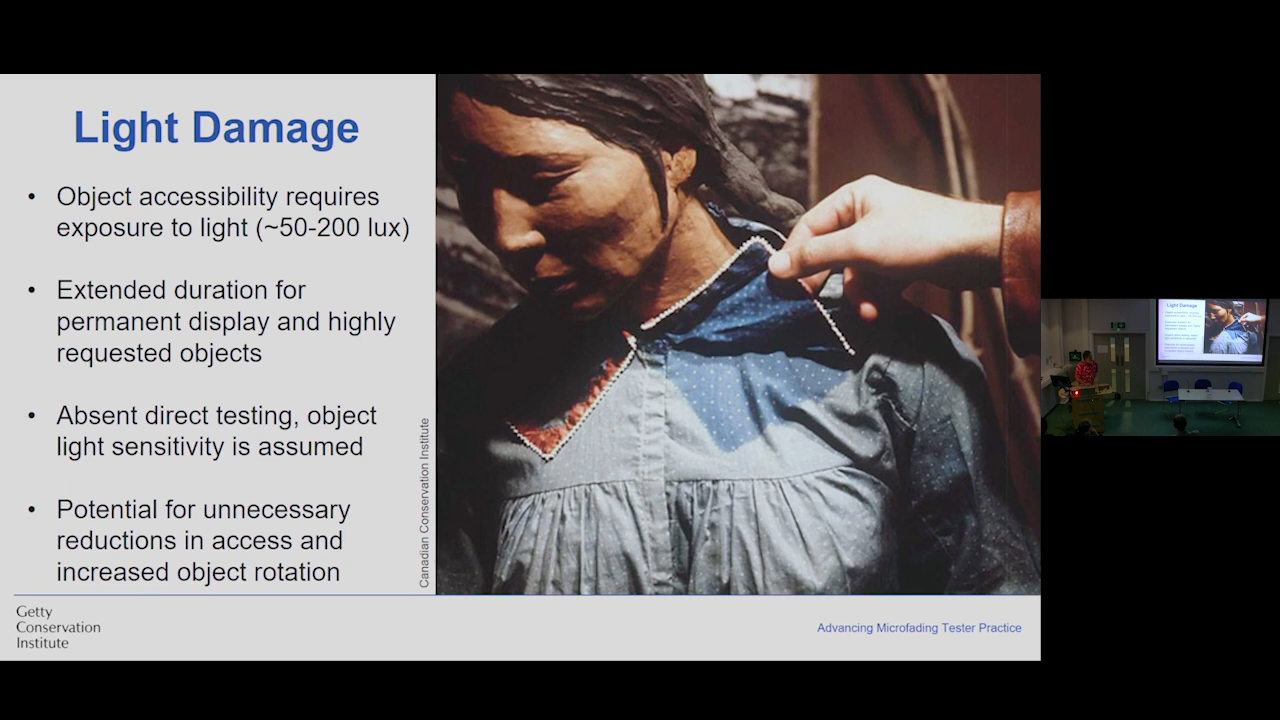 Light Damage
• Object accessibility requires
exposure to light (~50-200 lux)
• Extended duration for
permanent display and highly
requested objects
• Absent direct testing, object
light sensitivity is assumed
• Potential for unnecessary
reductions in access and
increased object rotation
Canadian Conservation Institute
Getty
Conservation
Institute
Advancing Microfading Tester Practice
Light Damage